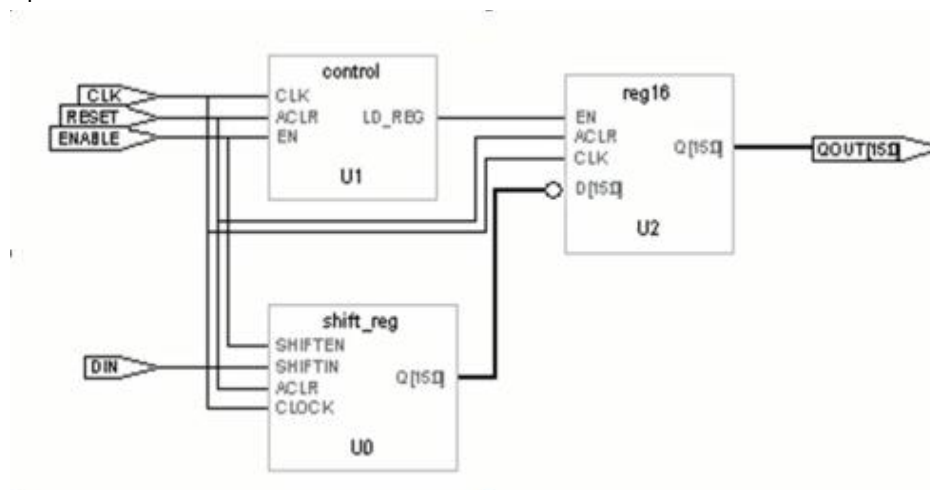 control
CLK
RESET
ENABLE
CLK
ACLR
EN
LD_REG
U1
reg16
EN
ACLR
CLK
D[15:0]
Q[15:0]
U2
QOUT[15:0]
shift_reg
DIN
SHIFTEN
SHIFTIN
ACLR
CLOCK
Q[15:0]
U0